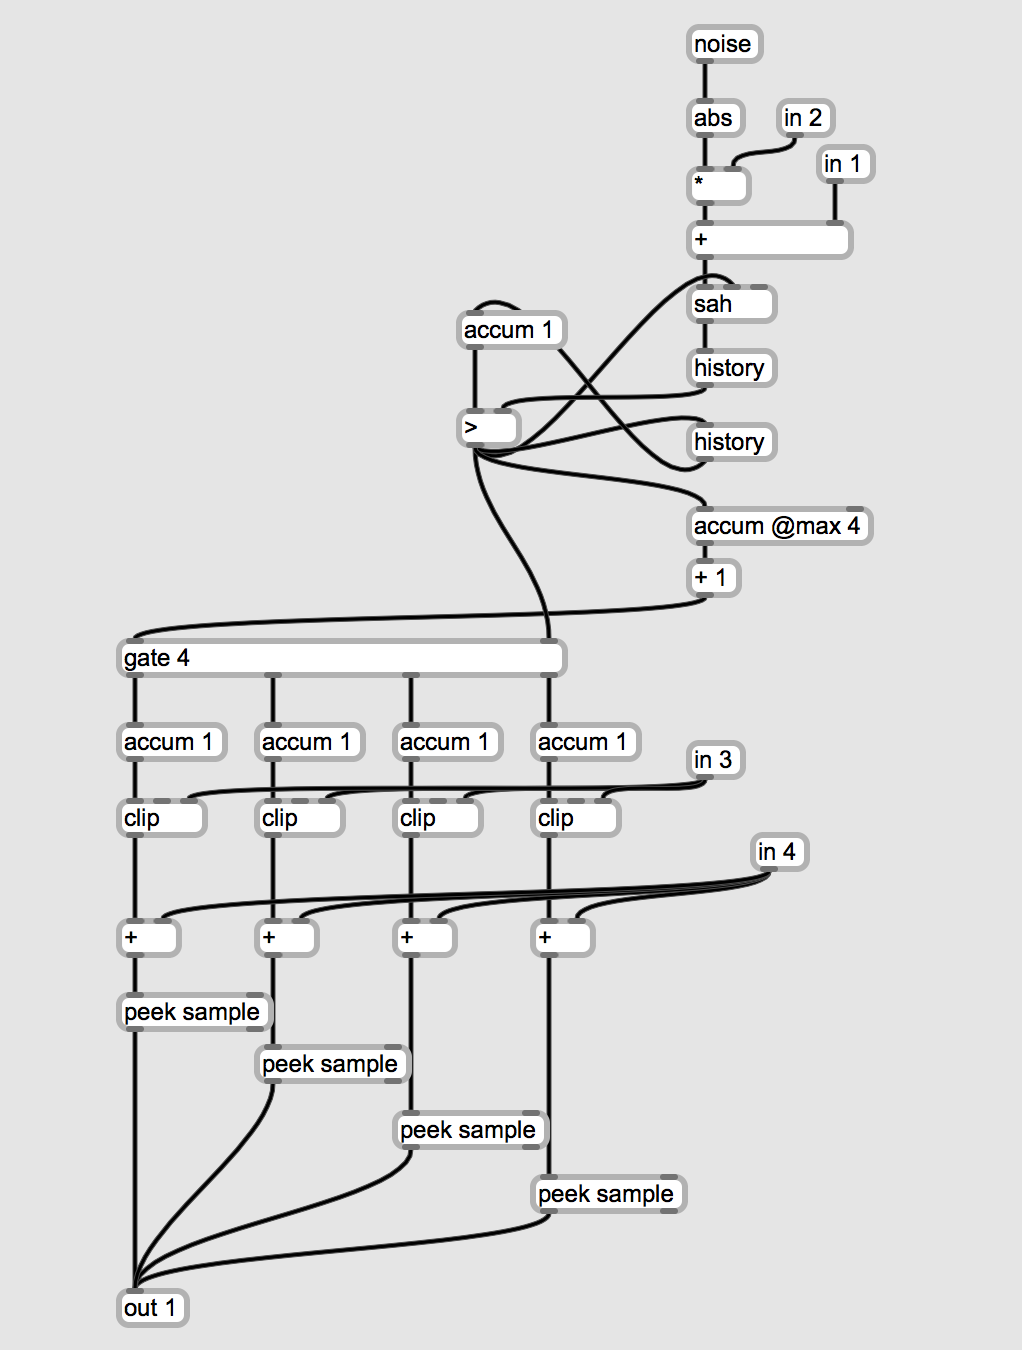 noise
abs
in 2
in 1
*
+
sah
accum 1
history
>
history
accum @max 4
+ 1
gate 4
accum 1
accum 1
accum 1
accum 1
in 3
clip
clip
clip
clip
in 4
+
+
+
+
peek sample
peek sample
peek sample
peek sample
out 1